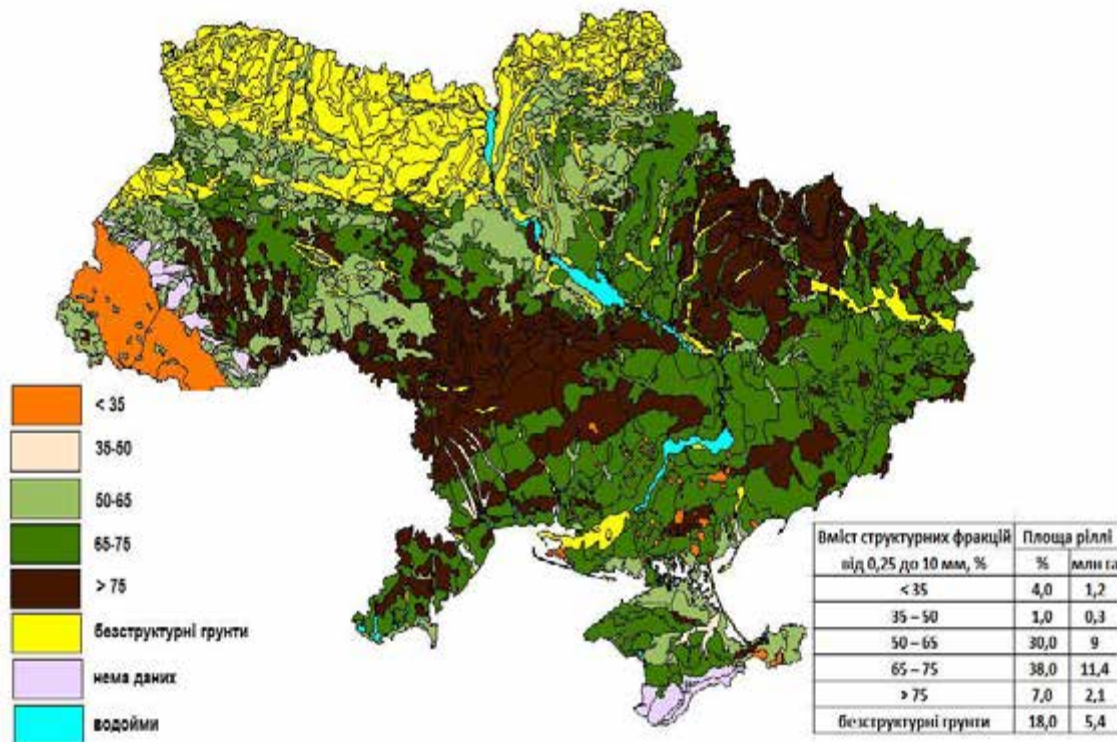 < 35
35-50
50-65
65-75
> 75
безструктурні грунти
нема даних
водойми
Вміст структурних фракцій Площа ріллі
від 0,25 до 10 мм, % % млн га
< 35 4,0 1,2
35 – 50 1,0 0,3
50 – 65 30,0 9
65 – 75 38,0 11,4
> 75 7,0 2,1
безструктурні грунти 18,0 5,4